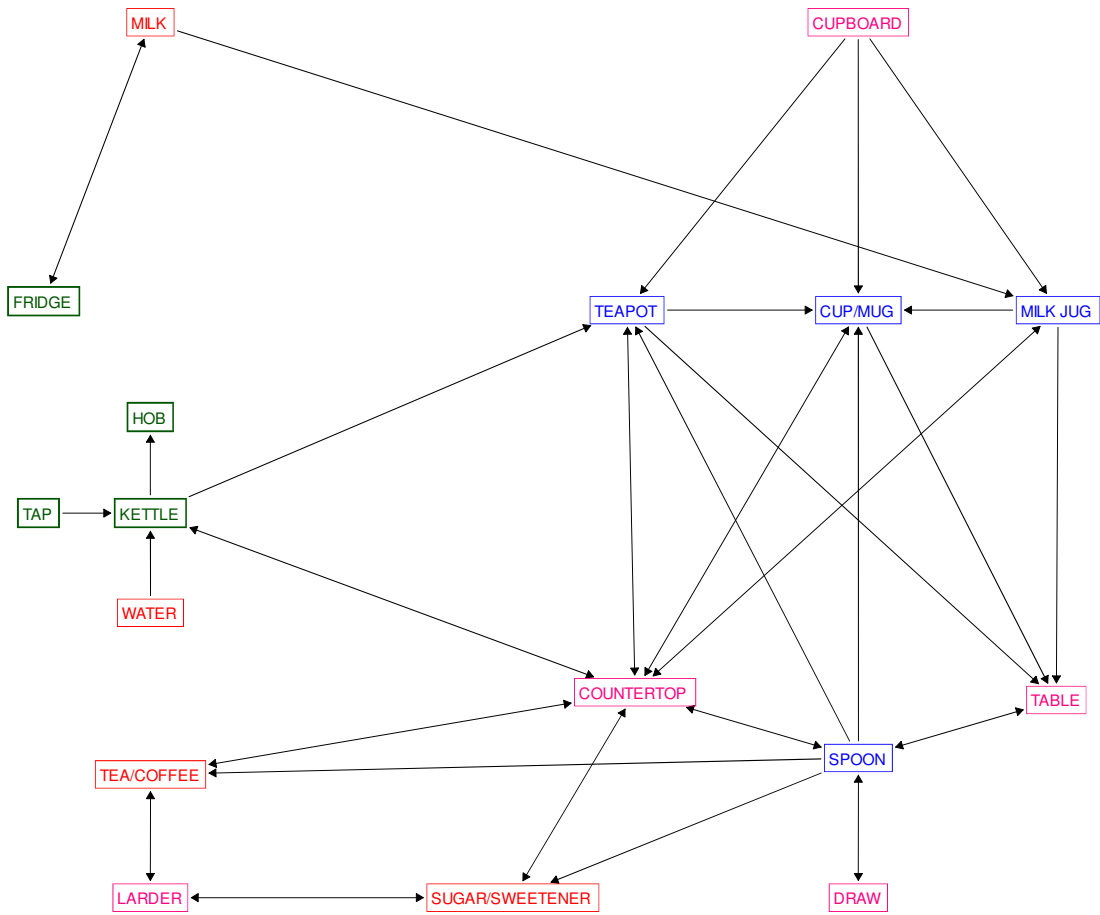 MILK
CUPBOARD
FRIDGE
TEAPOT
CUP/MUG
MILK JUG
HOB
TAP
KETTLE
WATER
COUNTERTOP
TABLE
TEA/COFFEE
SPOON
LARDER
SUGAR/SWEETENER
DRAW